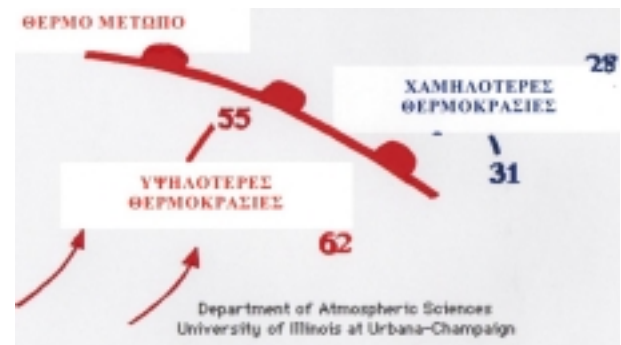 ΘΕΡΜΟ ΜΕΤΩΠΟ
28
ΧΑΜΗΛΟΤΕΡΕΣ
ΘΕΡΜΟΚΡΑΣΙΕΣ
55
31
ΥΨΗΛΟΤΕΡΕΣ
ΘΕΡΜΟΚΡΑΣΙΕΣ
62
Department of Atmospheric Sciences
University of Illinois at Urbana-Champaign